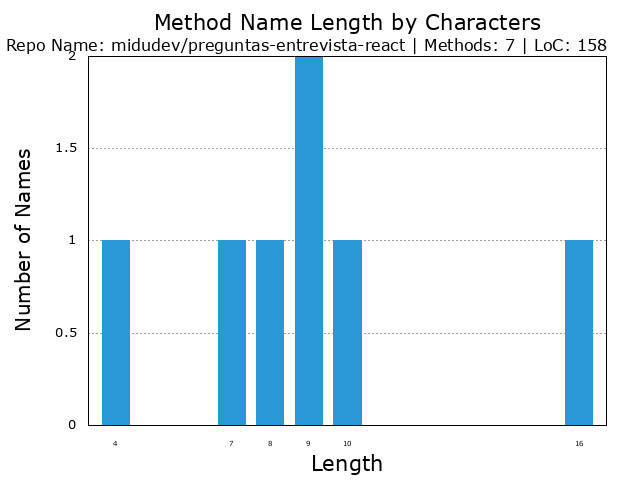 Method Name Length by Characters
Repo Name: midudev/preguntas-entrevista-react | Methods: 7 | LoC: 158
2
1.5
1
0.5
0
Number of Names
4 7 8 9 10 16
Length